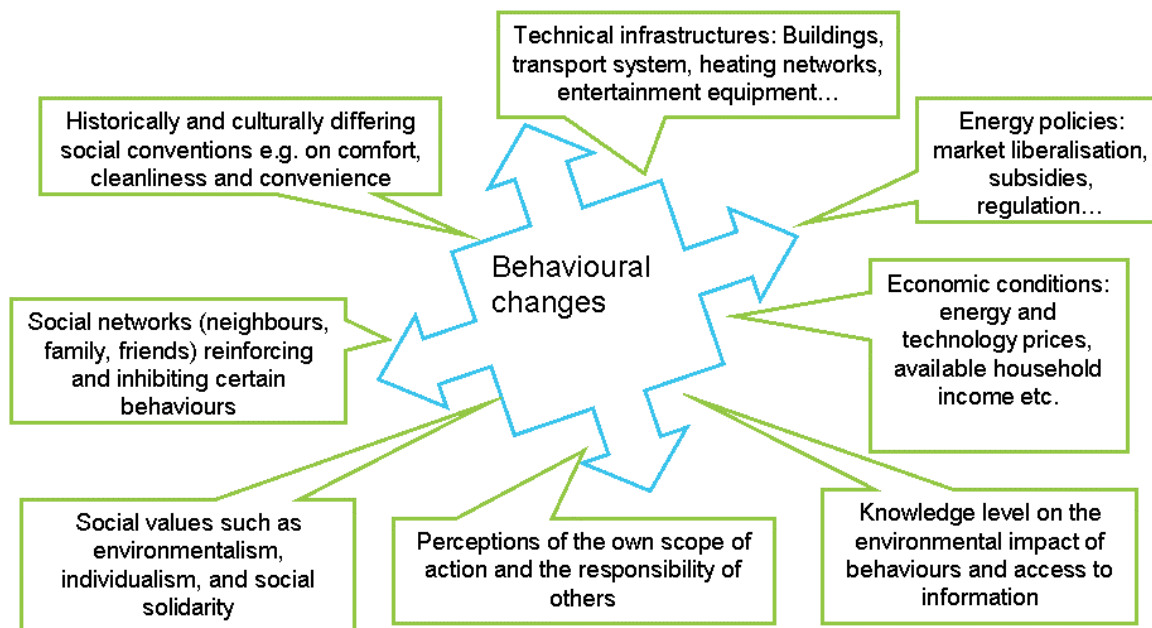 Technical infrastructures: Buildings,
transport system, heating networks,
entertainment equipment…
Historically and culturally differing
social conventions e.g. on comfort,
cleanliness and convenience
Energy policies:
market liberalisation,
subsidies,
regulation…
Behavioural
changes
Social networks (neighbours,
family, friends) reinforcing
and inhibiting certain
behaviours
Economic conditions:
energy and
technology prices,
available household
income etc.
Social values such as
environmentalism,
individualism, and social
solidarity
Perceptions of the own scope of
action and the responsibility of
others
Knowledge level on the
environmental impact of
behaviours and access to
information